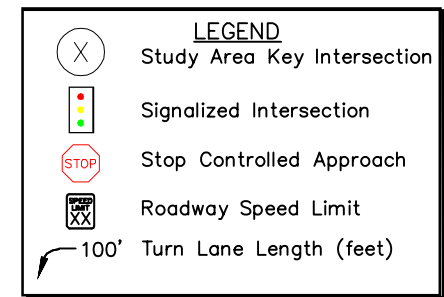 LEGEND
X Study Area Key Intersection
Signalized Intersection
STOP Stop Controlled Approach
SPEED
LIMIT
XX Roadway Speed Limit
100' Turn Lane Length (feet)